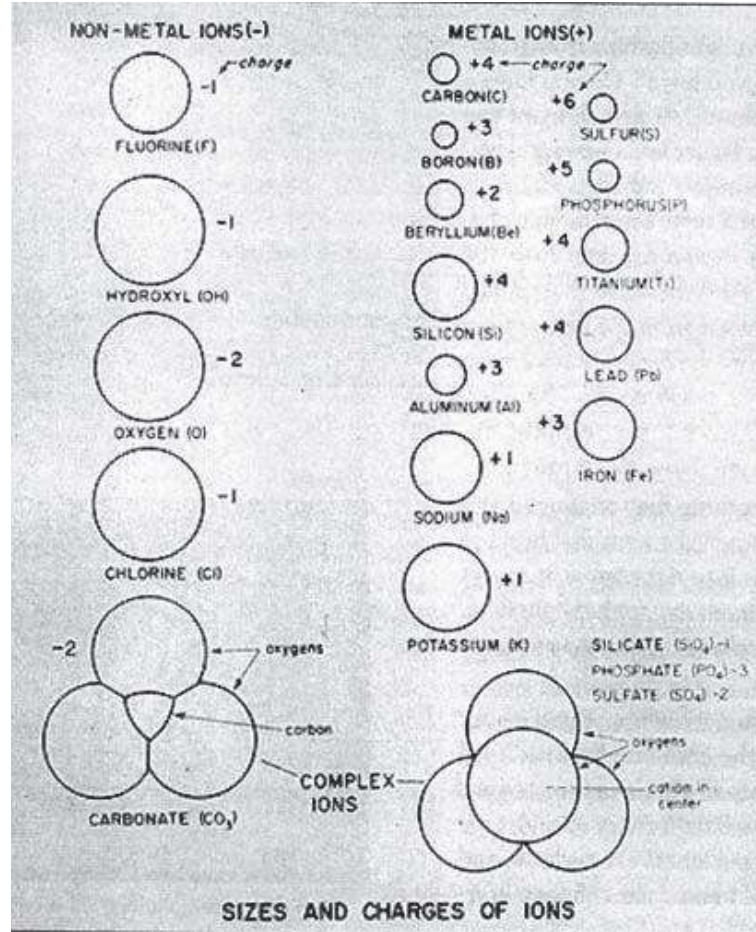 NON-METAL IONS(-)
-1
charge
FLUORINE(F)
-1
HYDROXYL (OH)
-2
OXYGEN (O)
-1
CHLORINE (Cl)
-2
oxygens
carbon
CARBONATE (CO3)
METAL IONS(+)
+4
charge
CARBON(C)
+6
SULFUR(S)
+3
BORON(B)
+5
PHOSPHORUS(P)
+2
BERYLLIUM(Be)
+4
TITANIUM(Ti)
+4
SILICON (Si)
+4
LEAD (Pb)
+3
ALUMINUM (Al)
+3
IRON (Fe)
+1
SODIUM (Na)
+1
POTASSIUM (K)
SILICATE (SiO4)-1
PHOSPHATE (PO4)-3
SULFATE (SO4)-2
oxygens
cation in
center
COMPLEX
IONS
SIZES AND CHARGES OF IONS